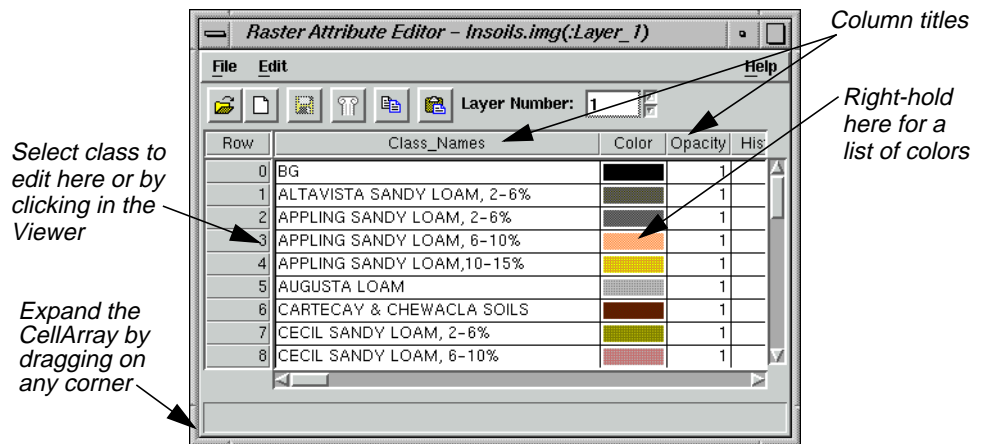 Raster Attribute Editor – lnsoils.img(:Layer_1)
File Edit Help
Layer Number: 1
Row Class_Names Color Opacity His
0 BG 1
1 ALTAVISTA SANDY LOAM, 2-6% 1
2 APPLING SANDY LOAM, 2-6% 1
3 APPLING SANDY LOAM, 6-10% 1
4 APPLING SANDY LOAM,10-15% 1
5 AUGUSTA LOAM 1
6 CARTECAY & CHEWACLA SOILS 1
7 CECIL SANDY LOAM, 2-6% 1
8 CECIL SANDY LOAM, 6-10% 1
Column titles
Right-hold
here for a
list of colors
Select class to
edit here or by
clicking in the
Viewer
Expand the
CellArray by
dragging on
any corner